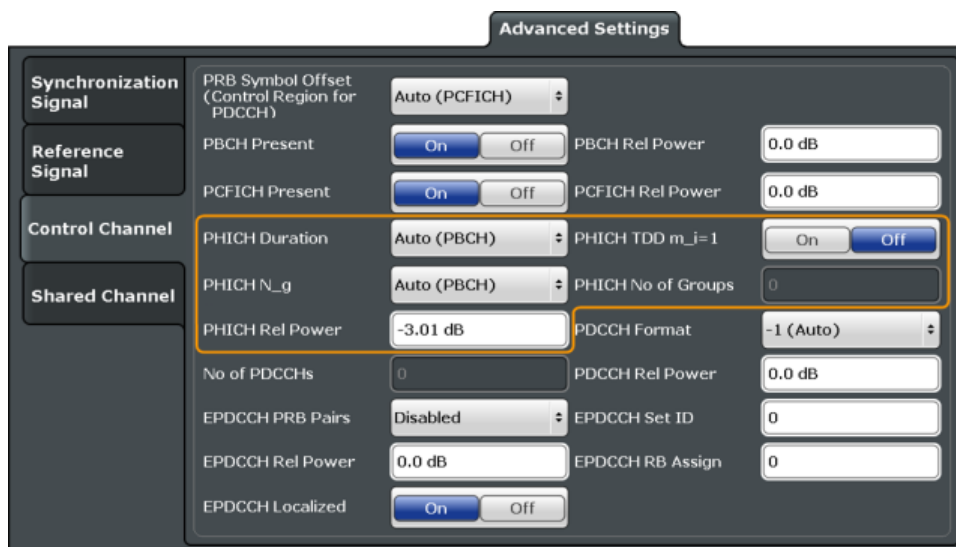 Advanced Settings
Synchronization
Signal
Reference
Signal
Control Channel
Shared Channel
PRB Symbol Offset
(Control Region for
PDCCH)
Auto (PCFICH)
PBCH Present
On Off
PBCH Rel Power
0.0 dB
PCFICH Present
On Off
PCFICH Rel Power
0.0 dB
PHICH Duration
Auto (PBCH)
PHICH TDD m_i=1
On Off
PHICH N_g
Auto (PBCH)
PHICH No of Groups
0
PHICH Rel Power
-3.01 dB
PDCCH Format
-1 (Auto)
No of PDCCHs
0
PDCCH Rel Power
0.0 dB
EPDCCH PRB Pairs
Disabled
EPDCCH Set ID
0
EPDCCH Rel Power
0.0 dB
EPDCCH RB Assign
0
EPDCCH Localized
On Off